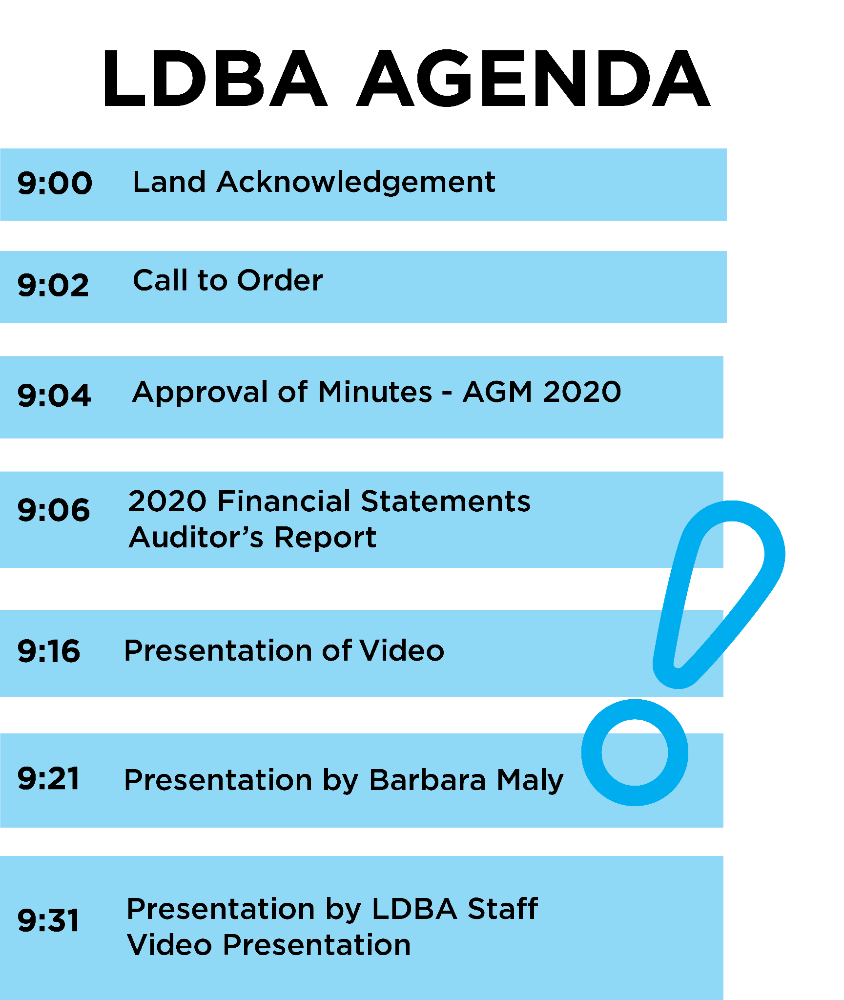 LDBA AGENDA
9:00 Land Acknowledgement
9:02 Call to Order
9:04 Approval of Minutes - AGM 2020
9:06 2020 Financial Statements
Auditor’s Report
9:16 Presentation of Video
9:21 Presentation by Barbara Maly
9:31 Presentation by LDBA Staff
Video Presentation